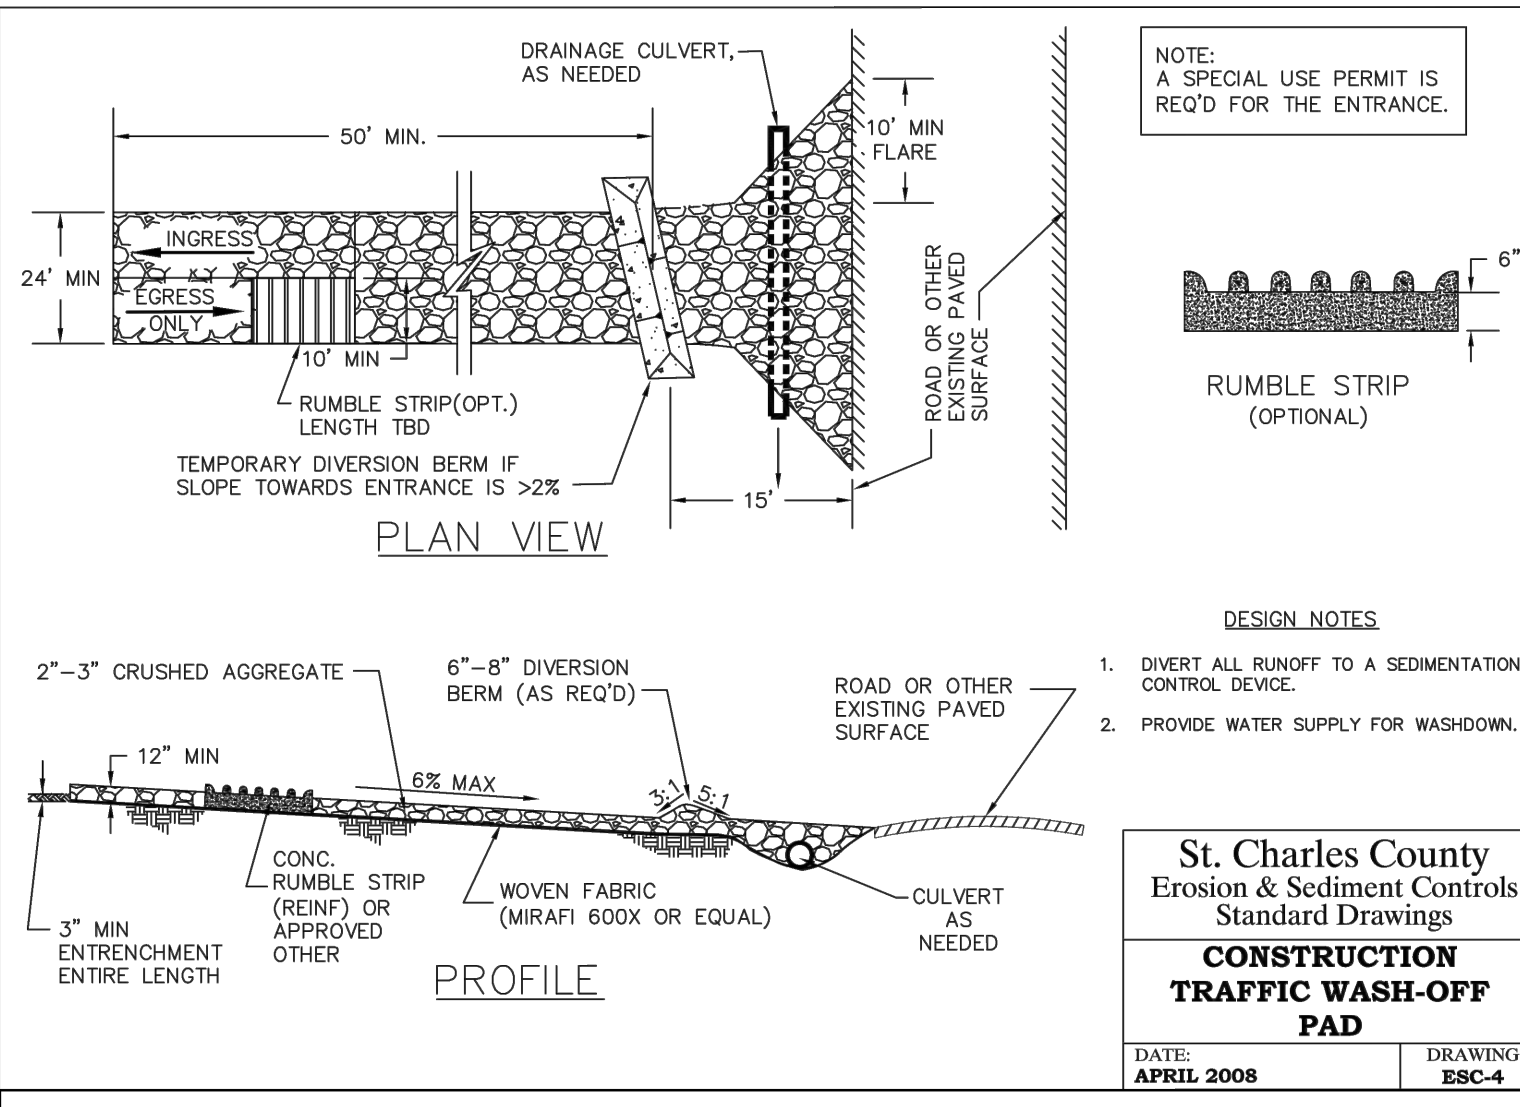 DRAINAGE CULVERT,
AS NEEDED
50' MIN.
10' MIN
FLARE
INGRESS
24' MIN
EGRESS
ONLY
10' MIN
RUMBLE STRIP(OPT.)
LENGTH TBD
TEMPORARY DIVERSION BERM IF
SLOPE TOWARDS ENTRANCE IS >2%
15'
ROAD OR OTHER
EXISTING PAVED
SURFACE
PLAN VIEW
NOTE:
A SPECIAL USE PERMIT IS
REQ'D FOR THE ENTRANCE.
6"
RUMBLE STRIP
(OPTIONAL)
DESIGN NOTES
1. DIVERT ALL RUNOFF TO A SEDIMENTATION
CONTROL DEVICE.
2. PROVIDE WATER SUPPLY FOR WASHDOWN.
2"-3" CRUSHED AGGREGATE
6"-8" DIVERSION
BERM (AS REQ'D)
ROAD OR OTHER
EXISTING PAVED
SURFACE
12" MIN
6% MAX
3:1
5:1
CONC.
RUMBLE STRIP
(REINF) OR
APPROVED
OTHER
WOVEN FABRIC
(MIRAFI 600X OR EQUAL)
CULVERT
AS
NEEDED
3" MIN
ENTRENCHMENT
ENTIRE LENGTH
PROFILE
St. Charles County
Erosion & Sediment Controls
Standard Drawings
CONSTRUCTION
TRAFFIC WASH-OFF
PAD
DATE:
APRIL 2008
DRAWING
ESC-4